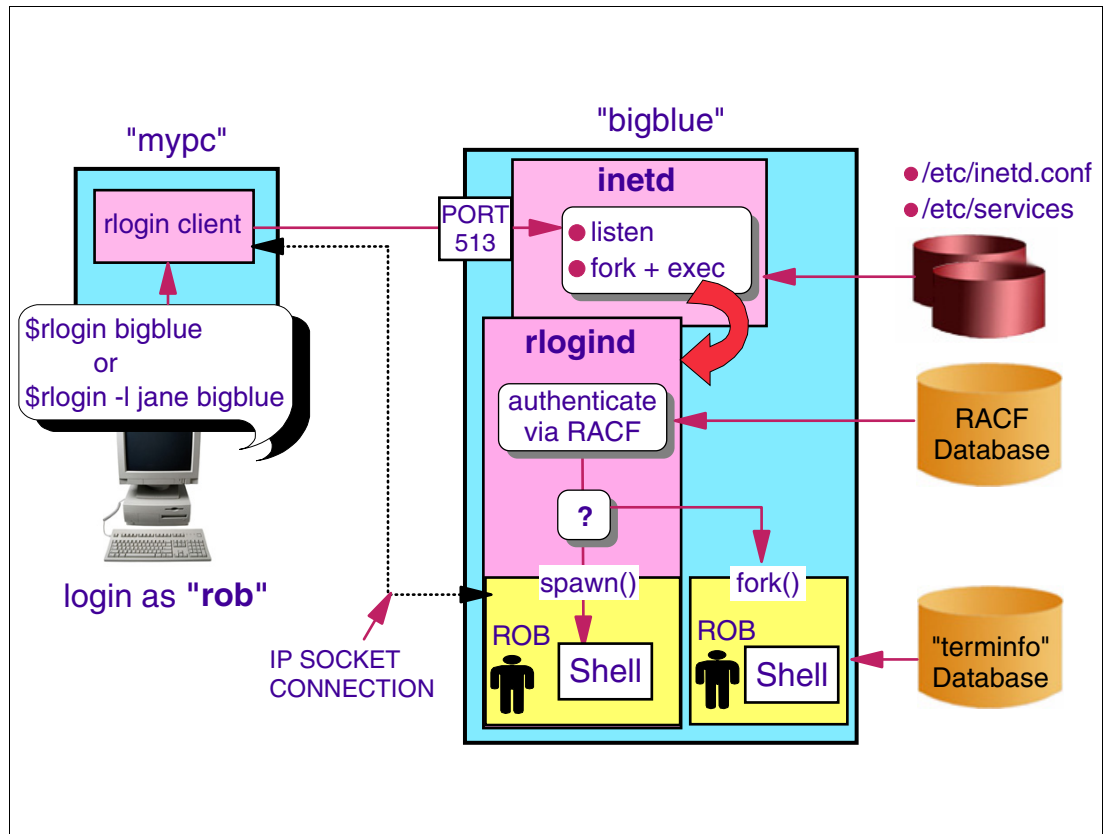 "mypc"
rlogin client
$rlogin bigblue
or
$rlogin -l jane bigblue
login as "rob"
IP SOCKET
CONNECTION
"bigblue"
PORT
513
inetd
listen
fork + exec
rlogind
authenticate
via RACF
?
spawn()
fork()
ROB
Shell
ROB
Shell
/etc/inetd.conf
/etc/services
RACF
Database
"terminfo"
Database